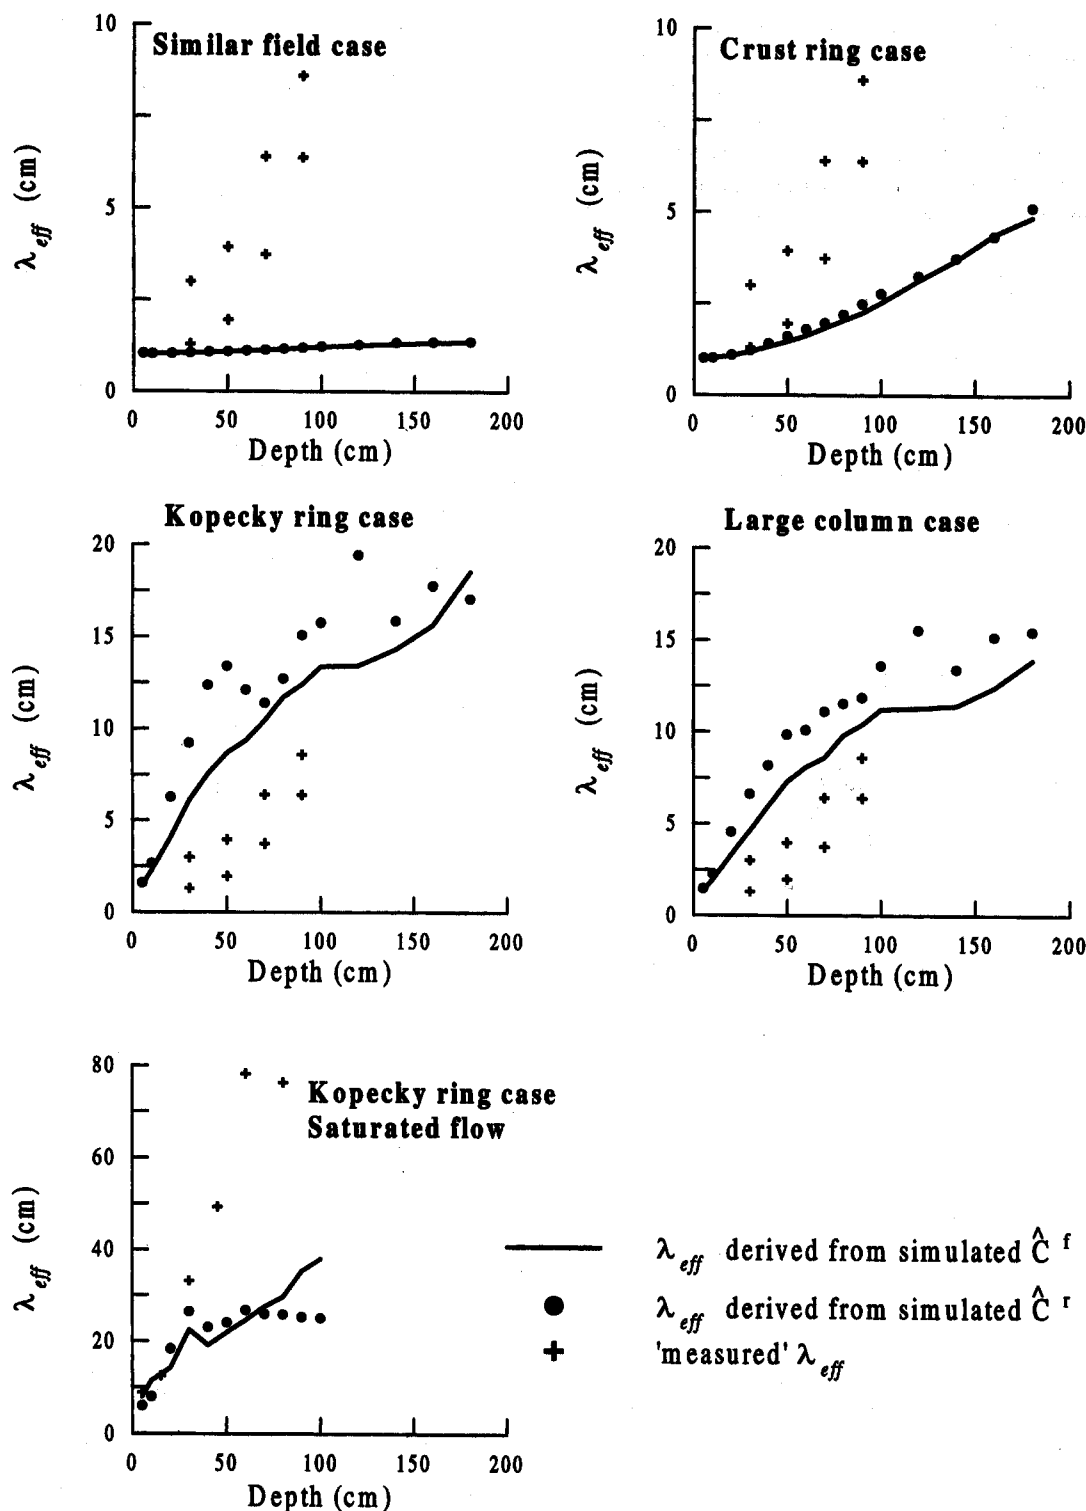 Similar field case
10
5
0
λeff (cm)
0 50 100 150 200
Depth (cm)
Crust ring case
10
5
0
λeff (cm)
0 50 100 150 200
Depth (cm)
Kopecky ring case
20
15
10
5
0
λeff (cm)
0 50 100 150 200
Depth (cm)
Large column case
20
15
10
5
0
λeff (cm)
0 50 100 150 200
Depth (cm)
Kopecky ring case
Saturated flow
80
60
40
20
0
λeff (cm)
0 50 100 150 200
Depth (cm)
λeff derived from simulated Ĉ f
λeff derived from simulated Ĉ r
'measured' λeff